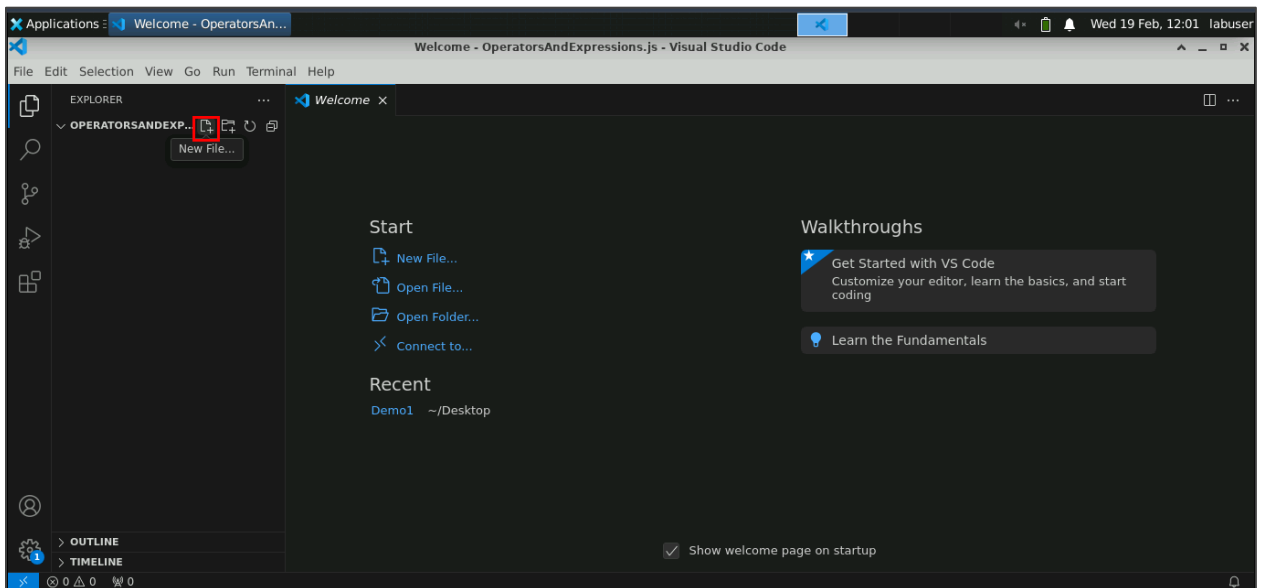 Applications Welcome - OperatorsAn... Wed 19 Feb, 12:01 labuser
Welcome - OperatorsAndExpressions.js - Visual Studio Code
File Edit Selection View Go Run Terminal Help
EXPLORER ... Welcome ...
OPERATORSANDEXP...
New File...
Start
New File...
Open File...
Open Folder...
Connect to...
Recent
Demo1 ~/Desktop
Walkthroughs
Get Started with VS Code
Customize your editor, learn the basics, and start
coding
Learn the Fundamentals
OUTLINE
1
TIMELINE
Show welcome page on startup
0 0 0